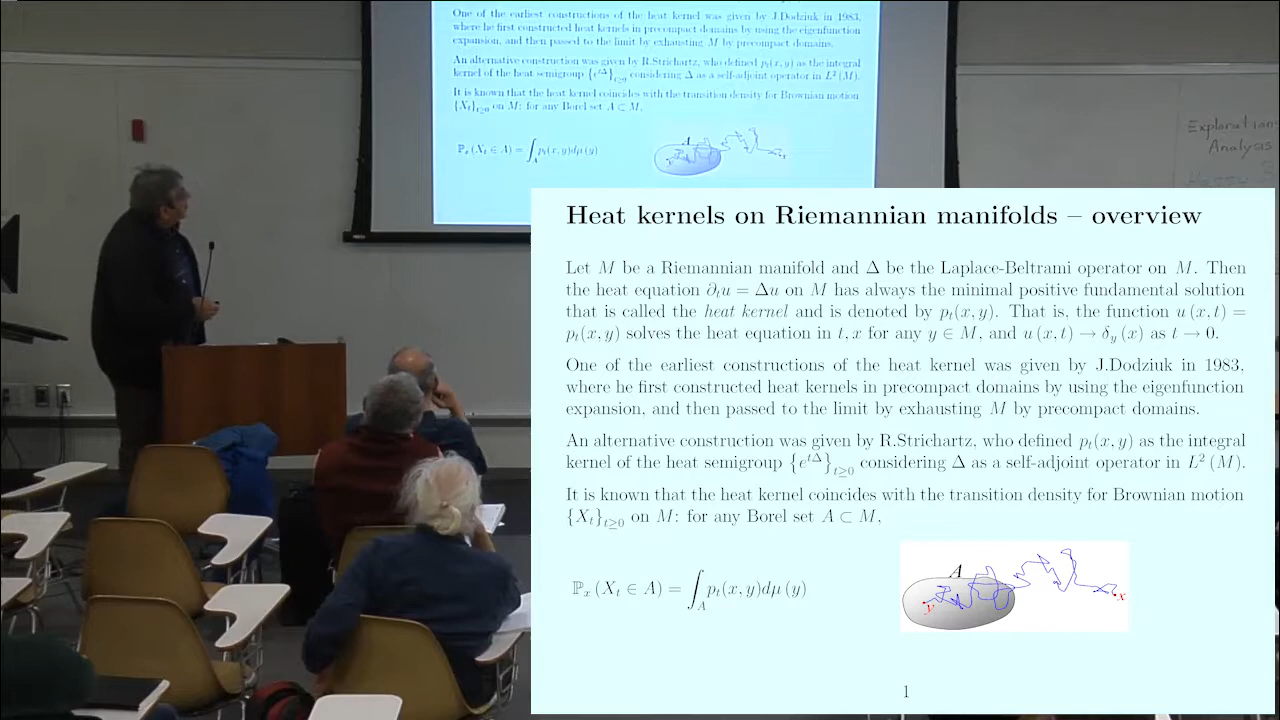 One of the earliest constructions of the heat kernel was given by J.Dodziuk in 1983,
where he first constructed heat kernels in precompact domains by using the eigenfunction
expansion, and then passed to the limit by exhausting M by precompact domains.
An alternative construction was given by R.Strichartz, who defined pₜ(x, y) as the integral
kernel of the heat semigroup {e^{tΔ}}_{t≥0} considering Δ as a self-adjoint operator in L² (M).
It is known that the heat kernel coincides with the transition density for Brownian motion
{Xₜ}_{t≥0} on M: for any Borel set A ⊂ M,
ℙₓ (Xₜ ∈ A) = ∫_A pₜ(x, y)dμ(y)
A
Exploration
Analysis
Heat kernels on Riemannian manifolds – overview
Let M be a Riemannian manifold and Δ be the Laplace-Beltrami operator on M. Then
the heat equation ∂ₜu = Δu on M has always the minimal positive fundamental solution
that is called the heat kernel and is denoted by pₜ(x, y). That is, the function u (x, t) =
pₜ(x, y) solves the heat equation in t, x for any y ∈ M, and u (x, t) → δ_y (x) as t → 0.
One of the earliest constructions of the heat kernel was given by J.Dodziuk in 1983,
where he first constructed heat kernels in precompact domains by using the eigenfunction
expansion, and then passed to the limit by exhausting M by precompact domains.
An alternative construction was given by R.Strichartz, who defined pₜ(x, y) as the integral
kernel of the heat semigroup {e^{tΔ}}_{t≥0} considering Δ as a self-adjoint operator in L² (M).
It is known that the heat kernel coincides with the transition density for Brownian motion
{Xₜ}_{t≥0} on M: for any Borel set A ⊂ M,
ℙₓ (Xₜ ∈ A) = ∫_A pₜ(x, y)dμ (y)
A
y
x
1